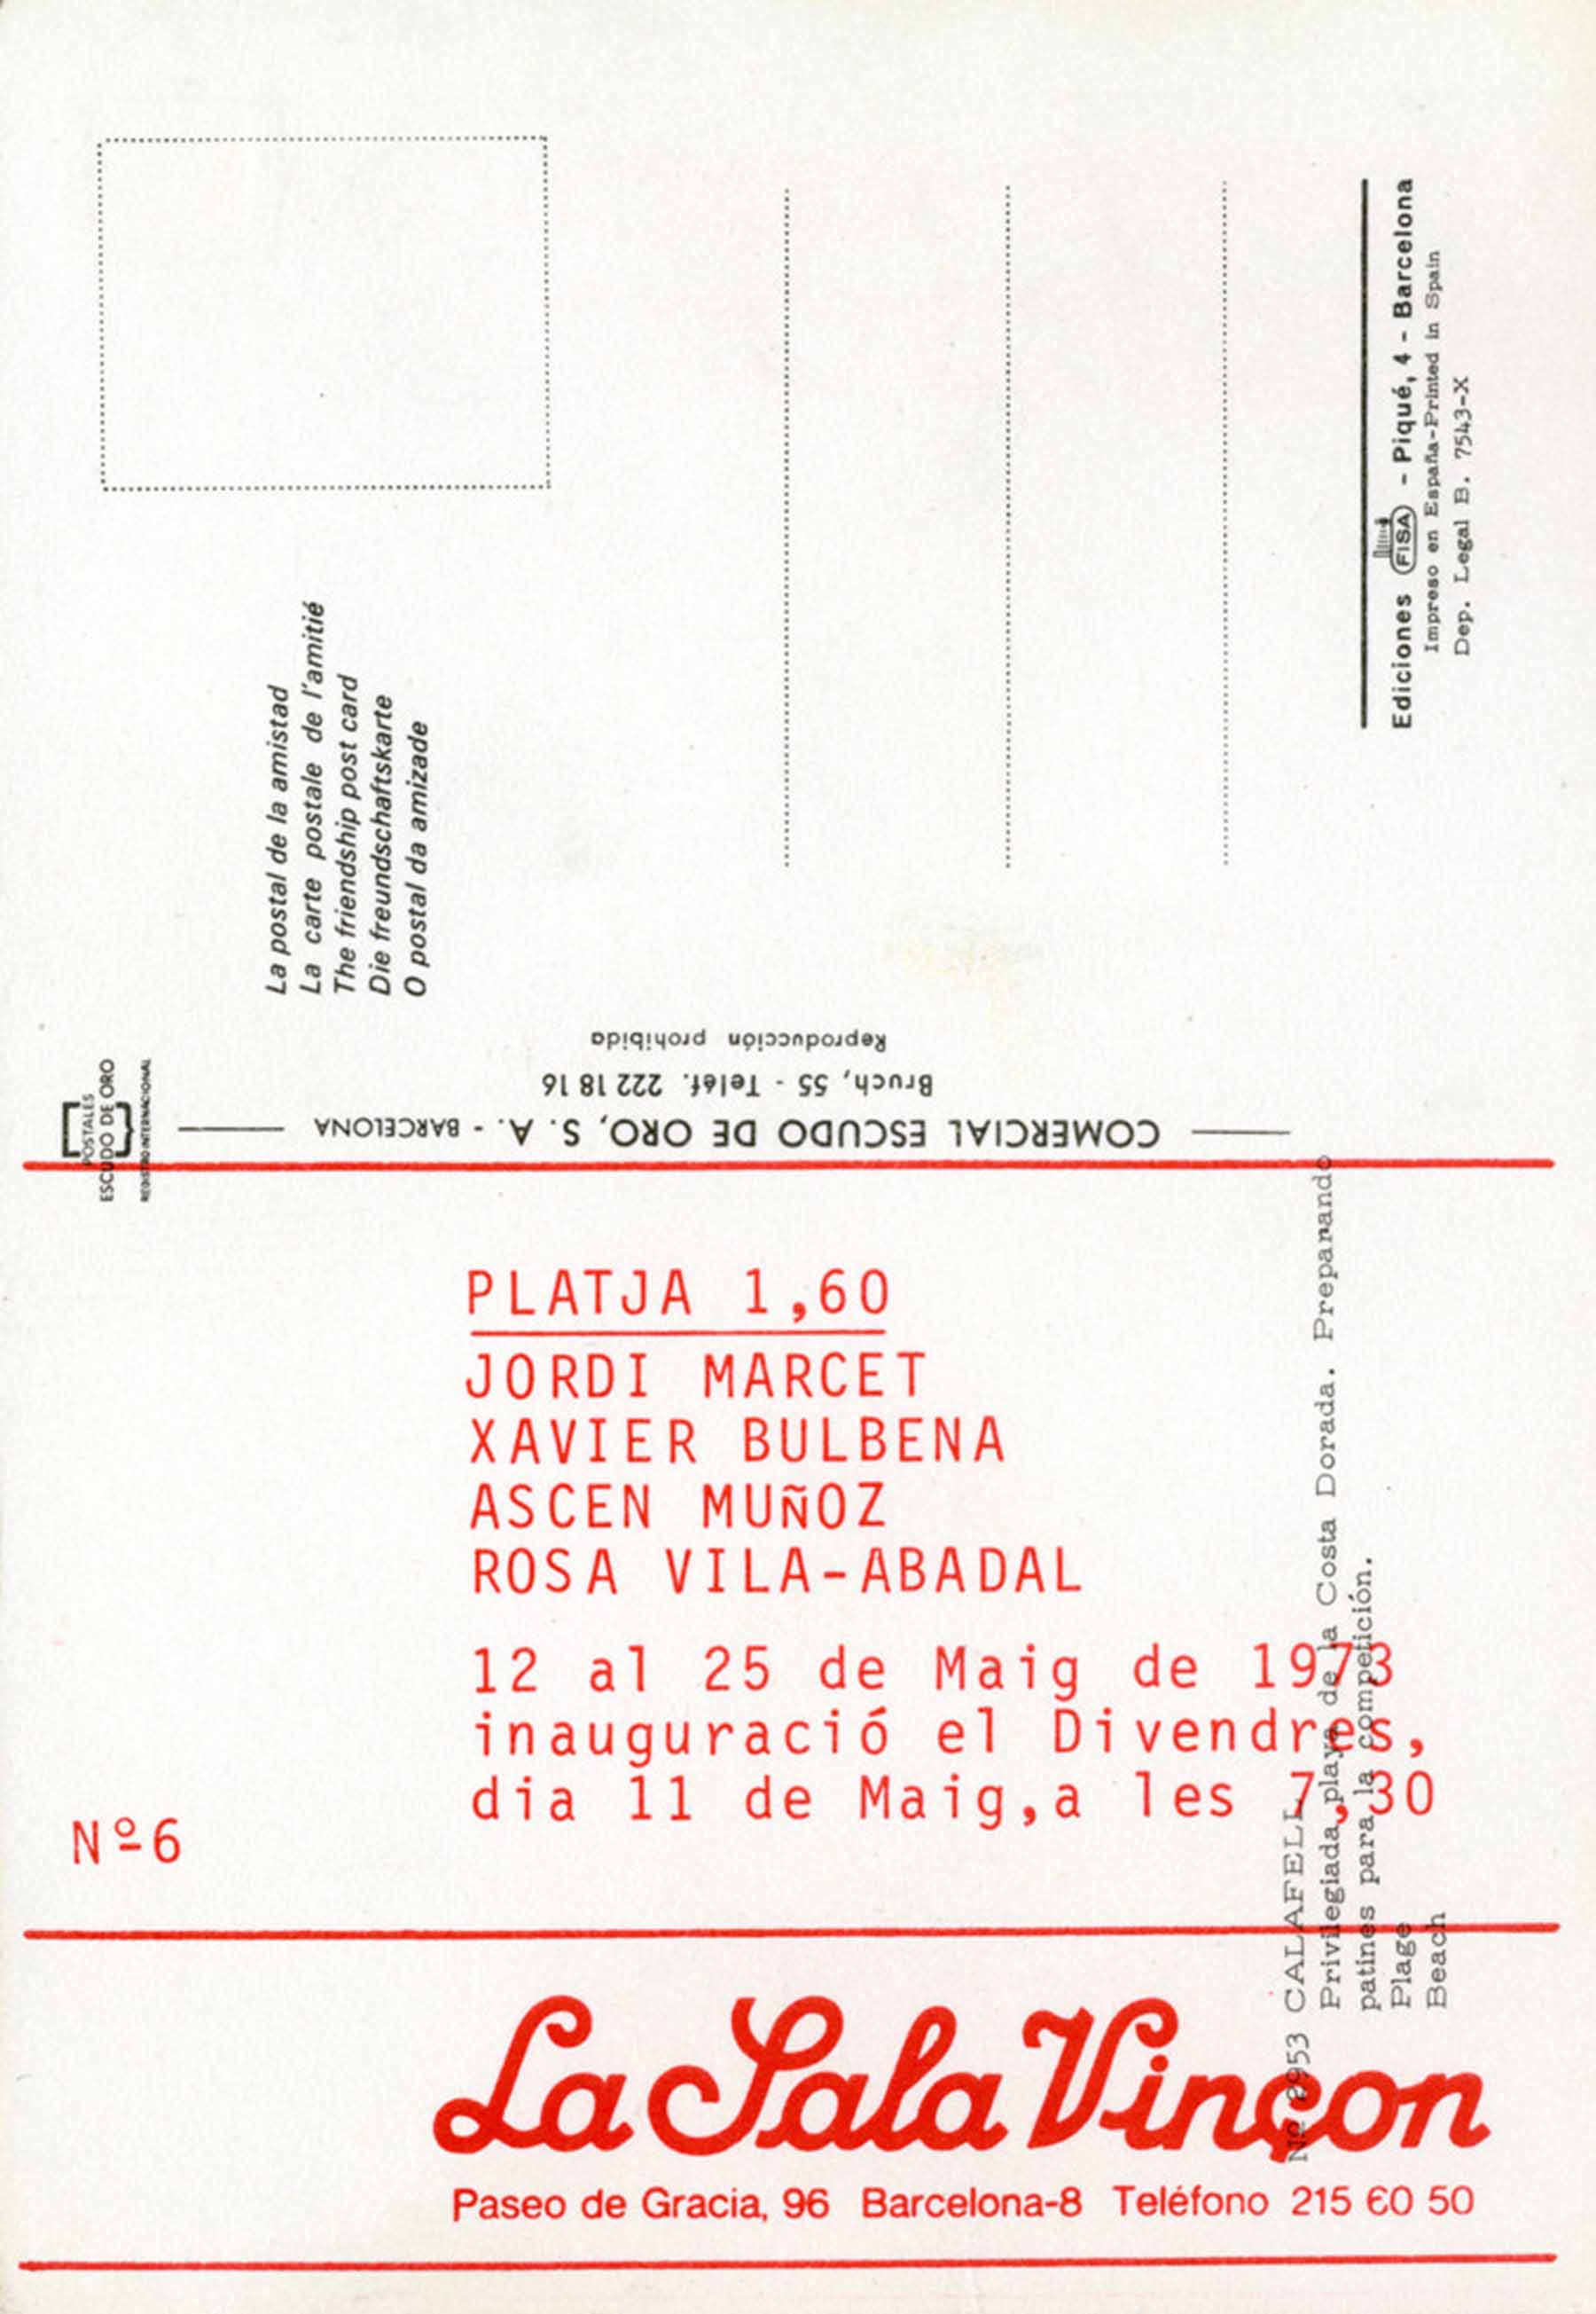 La postal de la amistad
La carte postale de l'amitié
The friendship post card
Die freundschaftskarte
O postal da amizade
Ediciones FISA - Piqué, 4 - Barcelona
Impreso en España-Printed in Spain
Dep. Legal B. 7543-X
POSTALES
ESCUDO DE ORO
REGISTRO INTERNACIONAL
COMERCIAL ESCUDO DE ORO, S. A. - BARCELONA
Bruch, 55 - Teléf. 222 18 16
Reproducción prohibida
PLATJA 1,60
JORDI MARCET
XAVIER BULBENA
ASCEN MUÑOZ
ROSA VILA-ABADAL
12 al 25 de Maig de 1973
inauguració el Divendres,
dia 11 de Maig,a les 7,30
Nº6
Nº 953 CALAFELL
Privilegiada playa de la Costa Dorada. Preparando
patines para la competición.
Plage
Beach
La Sala Vinçon
Paseo de Gracia, 96 Barcelona-8 Teléfono 215 60 50